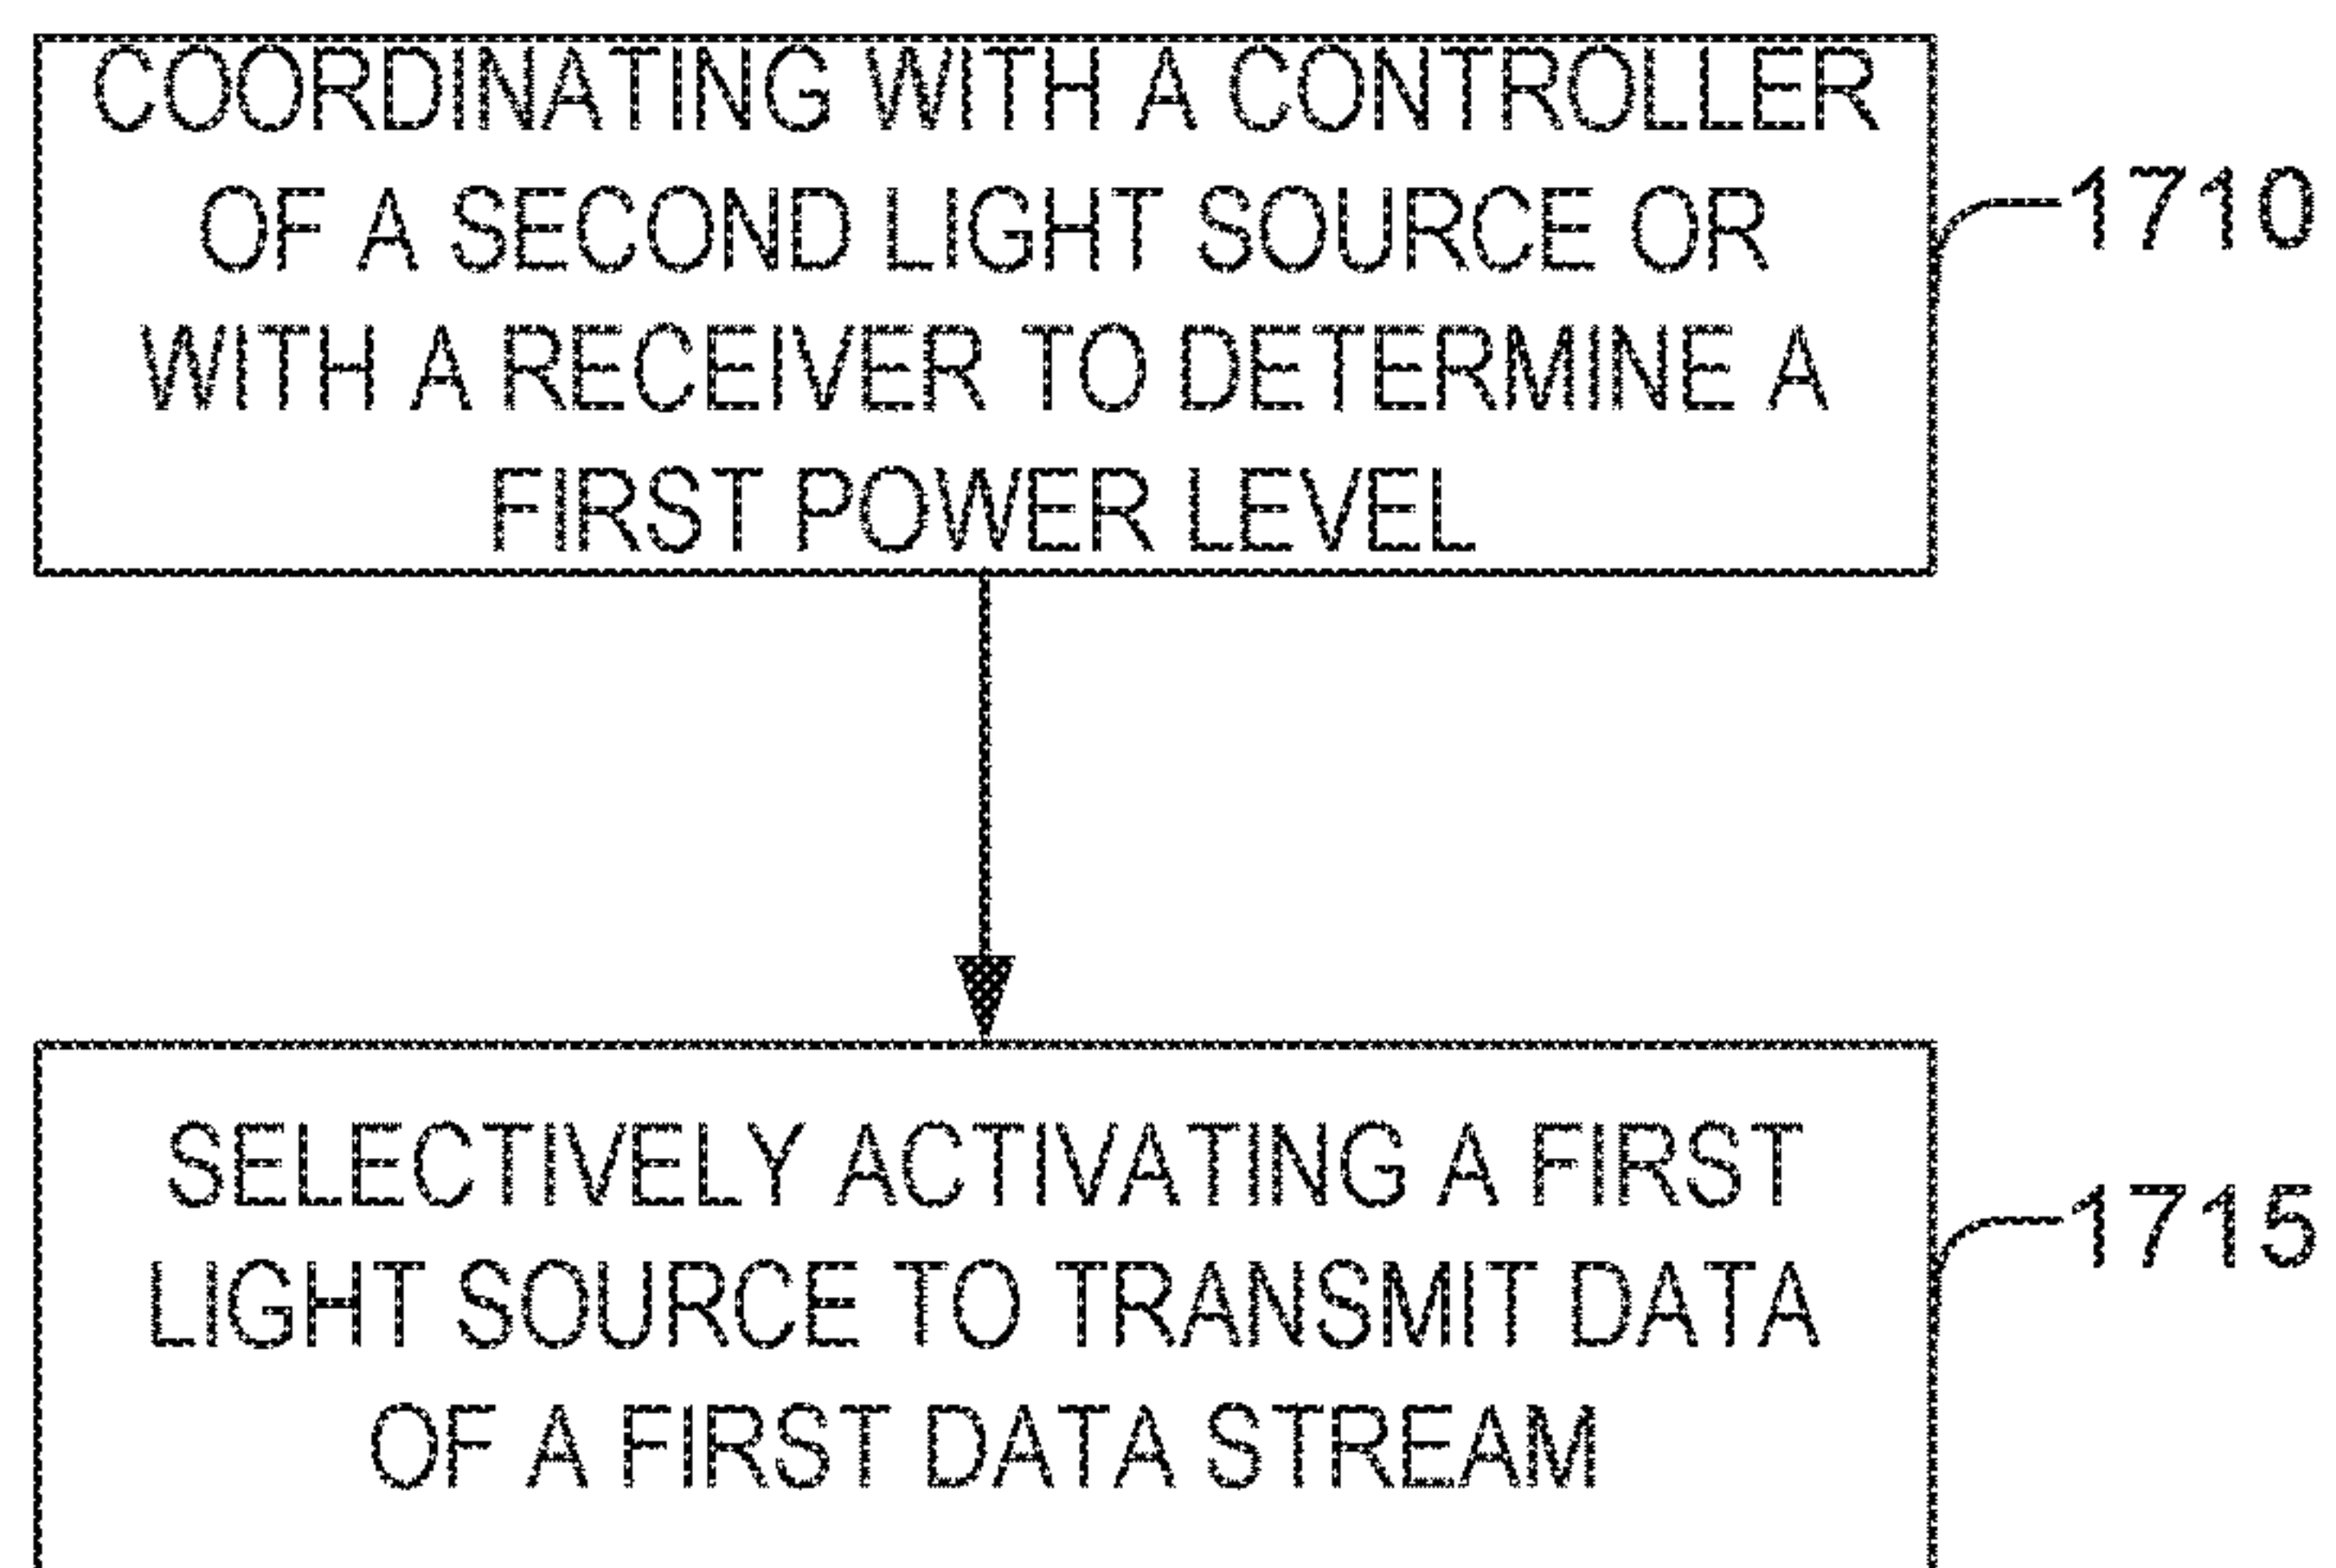 COORDINATING WITH A CONTROLLER
OF A SECOND LIGHT SOURCE OR
WITH A RECEIVER TO DETERMINE A
FIRST POWER LEVEL
1710
SELECTIVELY ACTIVATING A FIRST
LIGHT SOURCE TO TRANSMIT DATA
OF A FIRST DATA STREAM
1715